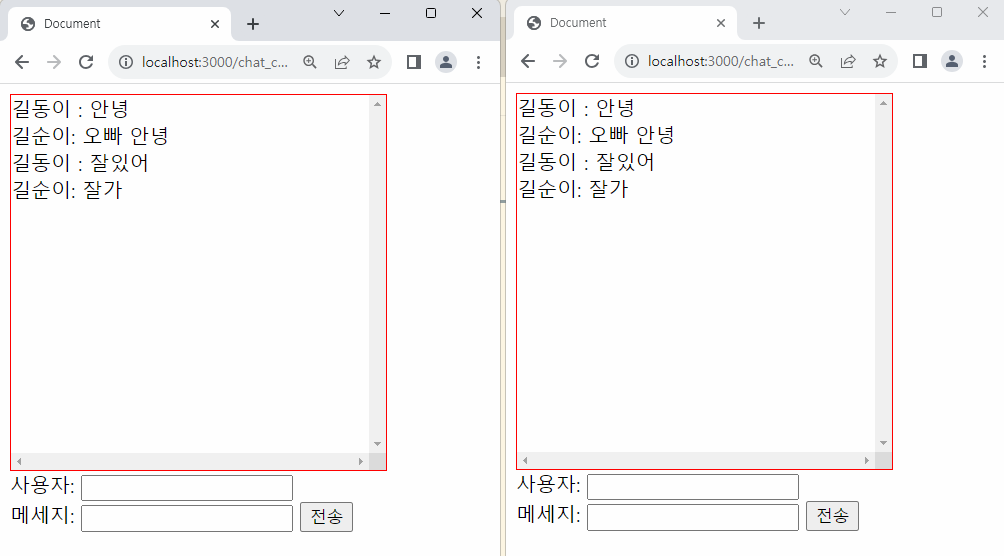 Document
localhost:3000/chat_c...
길동이 : 안녕
길순이: 오빠 안녕
길동이 : 잘있어
길순이: 잘가
사용자:
메세지:
전송
Document
localhost:3000/chat_c...
길동이 : 안녕
길순이: 오빠 안녕
길동이 : 잘있어
길순이: 잘가
사용자:
메세지:
전송